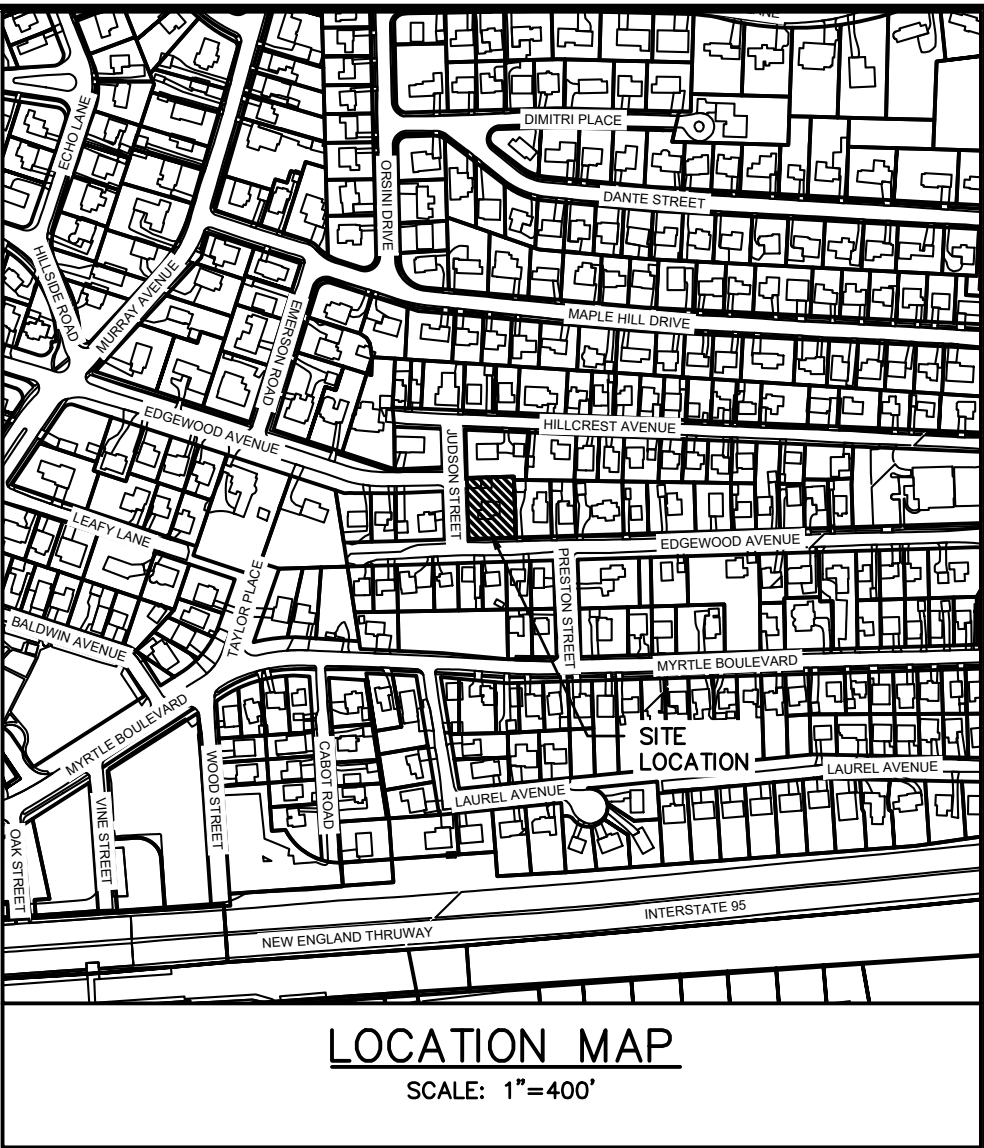 LANE
DIMITRI PLACE
ECHO LANE
ORSINI DRIVE
DANTE STREET
HILLSIDE ROAD
MURRAY AVENUE
EMERSON ROAD
MAPLE HILL DRIVE
EDGEWOOD AVENUE
JUDSON STREET
HILLCREST AVENUE
LEAFY LANE
EDGEWOOD AVENUE
TAYLOR PLACE
PRESTON STREET
BALDWIN AVENUE
MYRTLE BOULEVARD
MYRTLE BOULEVARD
SITE
LOCATION
WOOD STREET
CABOT ROAD
LAUREL AVENUE
LAUREL AVENUE
VINE STREET
OAK STREET
INTERSTATE 95
NEW ENGLAND THRUWAY
LOCATION MAP
SCALE: 1"=400'